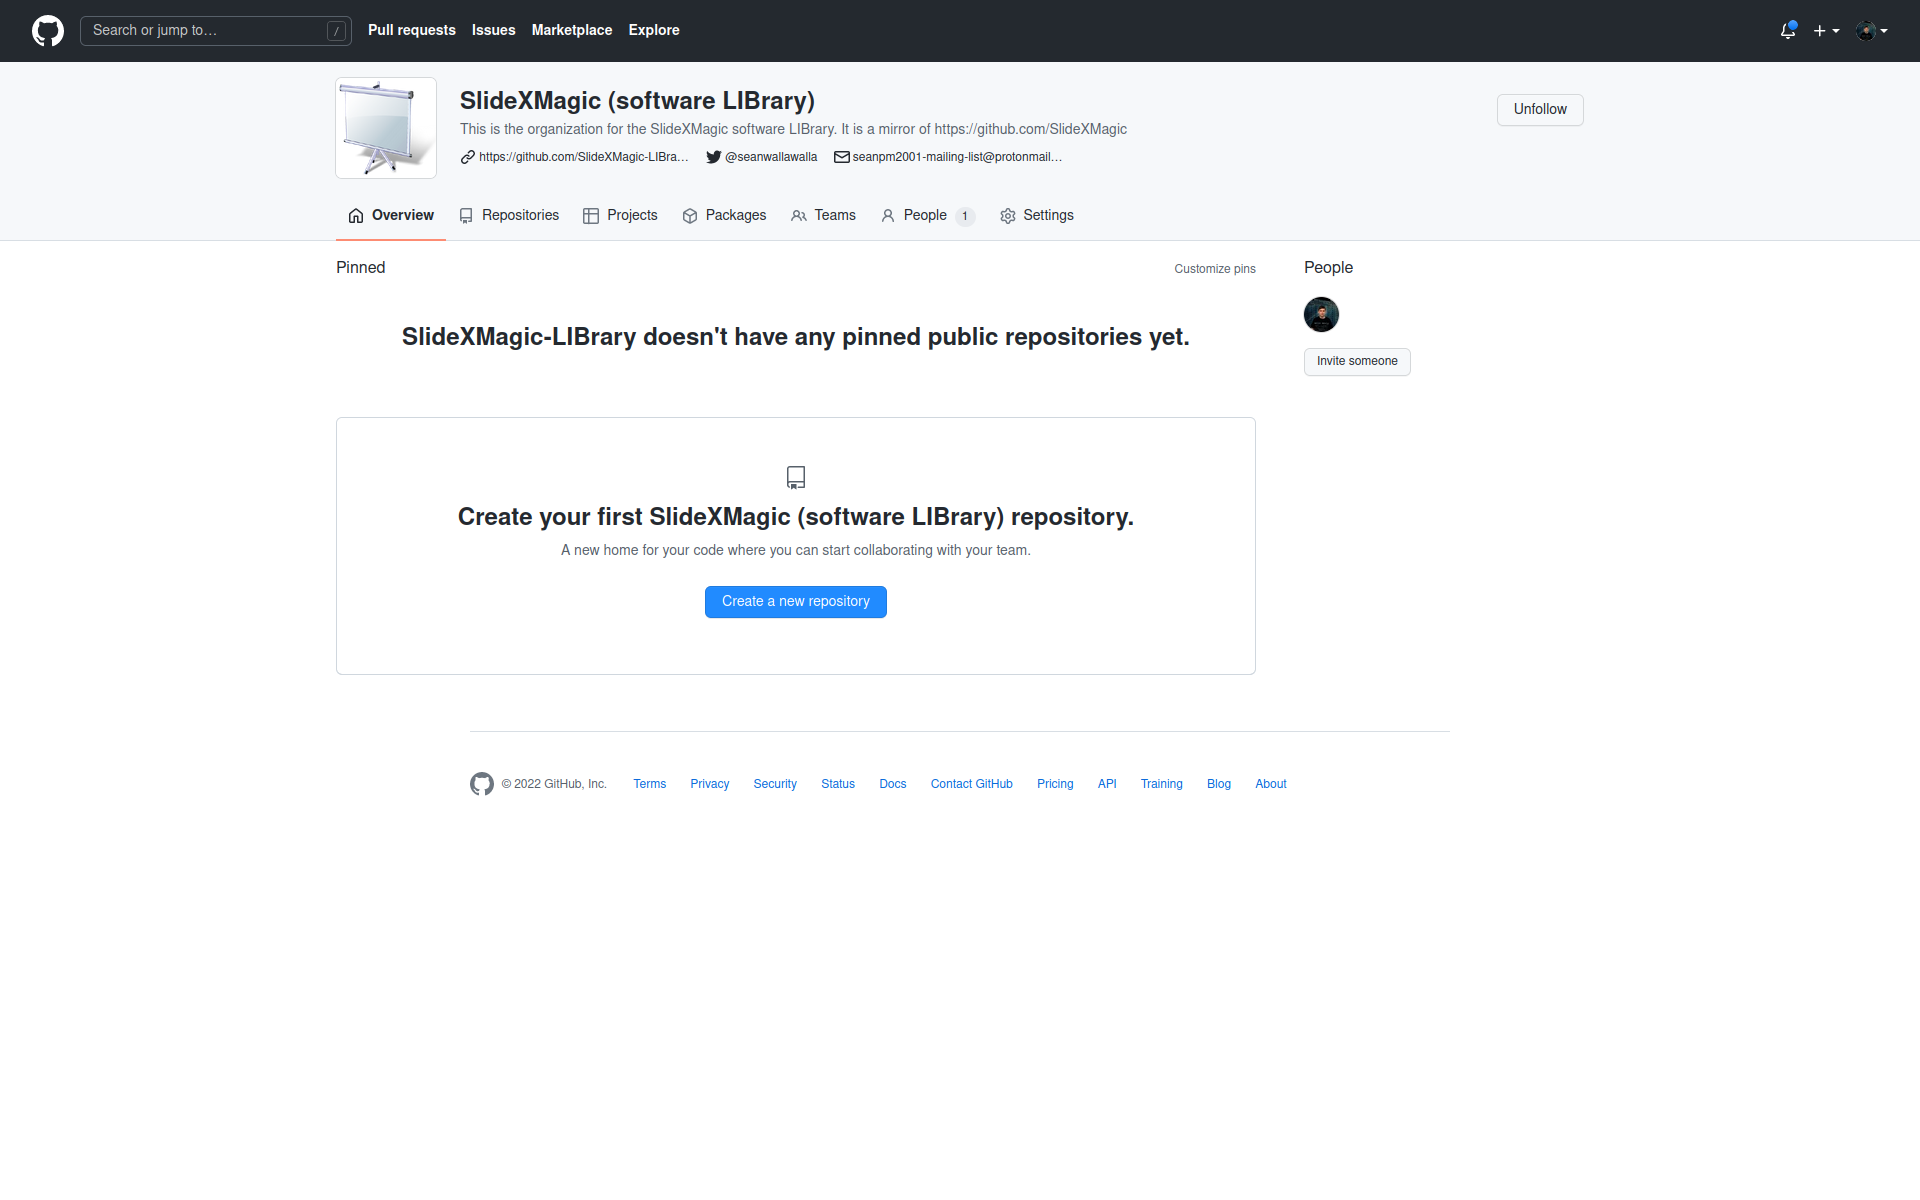 Search or jump to… / Pull requests Issues Marketplace Explore
SlideXMagic (software LIBrary)
Unfollow
This is the organization for the SlideXMagic software LIBrary. It is a mirror of https://github.com/SlideXMagic
https://github.com/SlideXMagic-LIBra… @seanwallawalla seanpm2001-mailing-list@protonmail…
Overview Repositories Projects Packages Teams People 1 Settings
Pinned Customize pins People
SlideXMagic-LIBrary doesn't have any pinned public repositories yet.
Invite someone
Create your first SlideXMagic (software LIBrary) repository.
A new home for your code where you can start collaborating with your team.
Create a new repository
© 2022 GitHub, Inc. Terms Privacy Security Status Docs Contact GitHub Pricing API Training Blog About